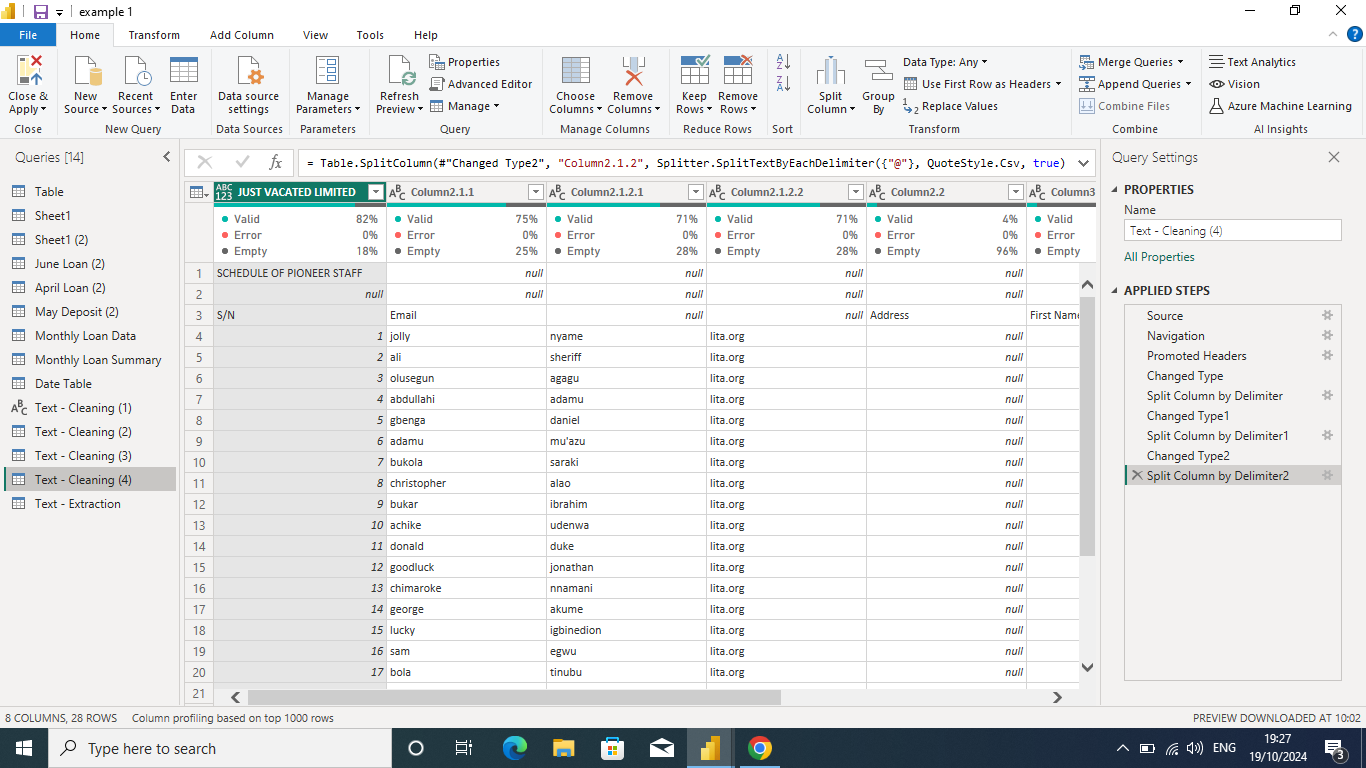 example 1
File Home Transform Add Column View Tools Help
Close & Apply
New Source
Recent Sources
Enter Data
Data source settings
Manage Parameters
Refresh Preview
Properties
Advanced Editor
Manage
Choose Columns
Remove Columns
Keep Rows
Remove Rows
Split Column
Group By
Data Type: Any
Use First Row as Headers
Replace Values
Merge Queries
Append Queries
Combine Files
Text Analytics
Vision
Azure Machine Learning
Close New Query Data Sources Parameters Query Manage Columns Reduce Rows Sort Transform Combine AI Insights
Queries [14]
Table
Sheet1
Sheet1 (2)
June Loan (2)
April Loan (2)
May Deposit (2)
Monthly Loan Data
Monthly Loan Summary
Date Table
Text - Cleaning (1)
Text - Cleaning (2)
Text - Cleaning (3)
Text - Cleaning (4)
Text - Extraction
fx = Table.SplitColumn(#"Changed Type2", "Column2.1.2", Splitter.SplitTextByEachDelimiter({"@"}, QuoteStyle.Csv, true)
ABC 123 JUST VACATED LIMITED ABC Column2.1.1 ABC Column2.1.2.1 ABC Column2.1.2.2 ABC Column2.2 ABC Column3
Valid 82% Valid 75% Valid 71% Valid 71% Valid 4% Valid
Error 0% Error 0% Error 0% Error 0% Error 0% Error
Empty 18% Empty 25% Empty 28% Empty 28% Empty 96% Empty
1 SCHEDULE OF PIONEER STAFF null null null null
2 null null null null null
3 S/N Email null null Address First Name
4 1 jolly nyame lita.org null
5 2 ali sheriff lita.org null
6 3 olusegun agagu lita.org null
7 4 abdullahi adamu lita.org null
8 5 gbenga daniel lita.org null
9 6 adamu mu'azu lita.org null
10 7 bukola saraki lita.org null
11 8 christopher alao lita.org null
12 9 bukar ibrahim lita.org null
13 10 achike udenwa lita.org null
14 11 donald duke lita.org null
15 12 goodluck jonathan lita.org null
16 13 chimaroke nnamani lita.org null
17 14 george akume lita.org null
18 15 lucky igbinedion lita.org null
19 16 sam egwu lita.org null
20 17 bola tinubu lita.org null
21
Query Settings
PROPERTIES
Name
Text - Cleaning (4)
All Properties
APPLIED STEPS
Source
Navigation
Promoted Headers
Changed Type
Split Column by Delimiter
Changed Type1
Split Column by Delimiter1
Changed Type2
Split Column by Delimiter2
8 COLUMNS, 28 ROWS Column profiling based on top 1000 rows PREVIEW DOWNLOADED AT 10:02
Type here to search
ENG
19:27
19/10/2024
3